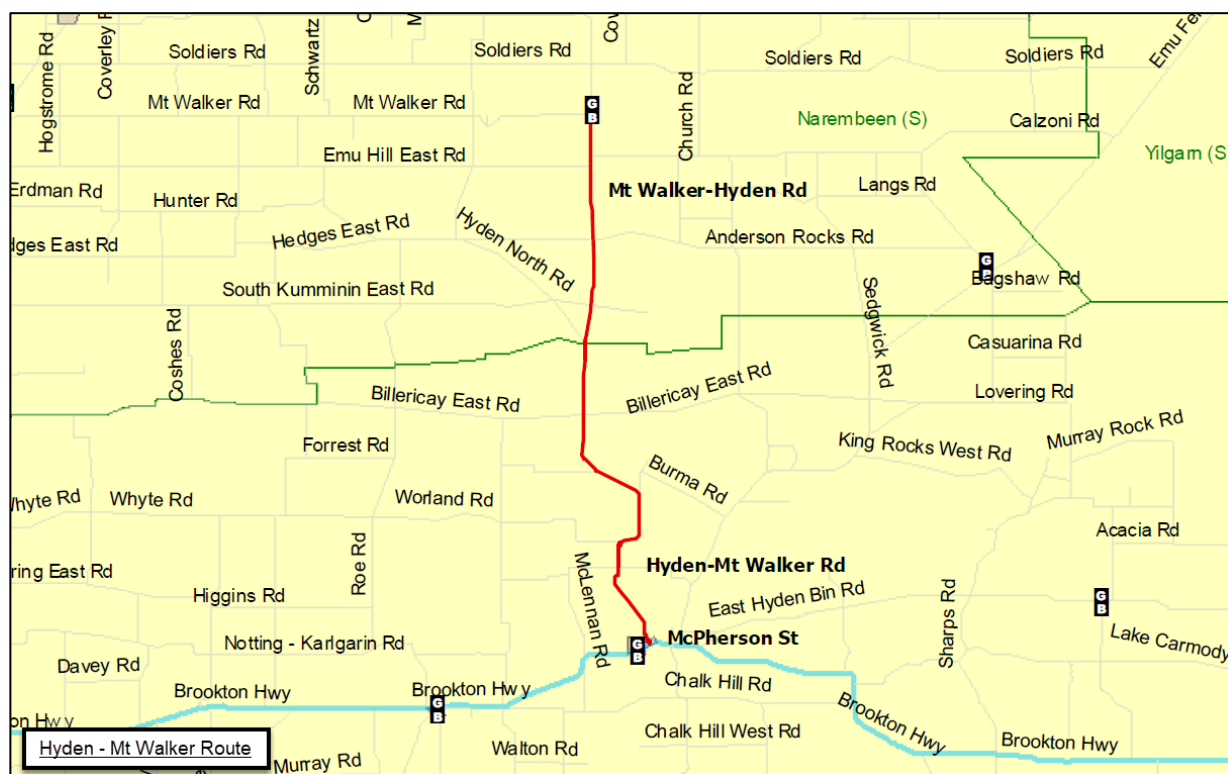 Hogstrome Rd
Coverley R
Schwartz
C
M
Cov
Soldiers Rd
Soldiers Rd
Soldiers Rd
Soldiers Rd
Emu Fer
Mt Walker Rd
Mt Walker Rd
G
B
Church Rd
Narembeen (S)
Calzoni Rd
Yilgarn (S
Emu Hill East Rd
Erdman Rd
Hunter Rd
Mt Walker-Hyden Rd
Langs Rd
dges East Rd
Hedges East Rd
Hyden North Rd
Anderson Rocks Rd
G
B
Bagshaw Rd
South Kumminin East Rd
Sedgwick Rd
Coshes Rd
Casuarina Rd
Billericay East Rd
Billericay East Rd
Lovering Rd
Forrest Rd
King Rocks West Rd
Murray Rock Rd
Whyte Rd
Whyte Rd
Worland Rd
Burma Rd
Acacia Rd
Roe Rd
McLennan Rd
Hyden-Mt Walker Rd
ring East Rd
Higgins Rd
East Hyden Bin Rd
Sharps Rd
G
B
Notting - Karlgarin Rd
McPherson St
G
B
Lake Carmody
Davey Rd
Brookton Hwy
Brookton Hwy
Chalk Hill Rd
Brookton Hwy
G
B
on Hwy
Chalk Hill West Rd
Brookton Hwy
Hyden - Mt Walker Route
Murray Rd
Walton Rd